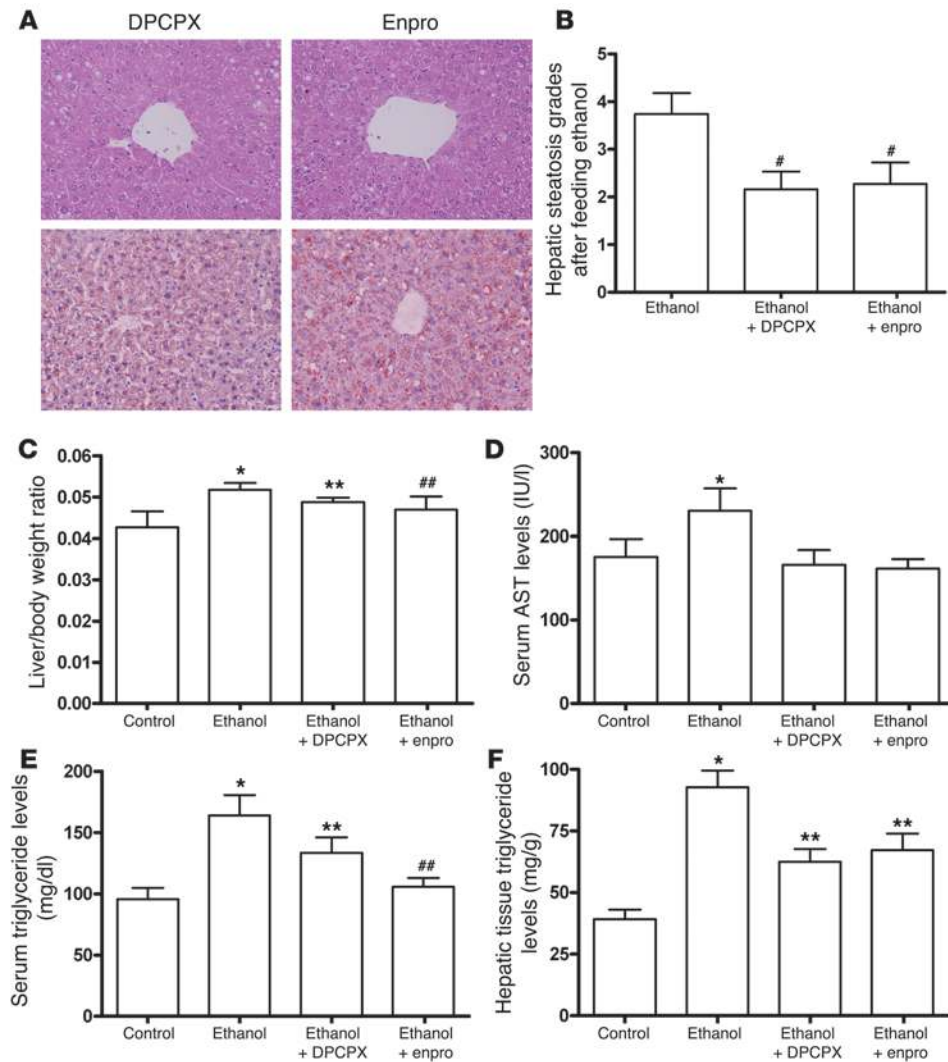 A
DPCPX
Enpro
B
Hepatic steatosis grades
after feeding ethanol
5
4
3
2
1
0
#
#
Ethanol
Ethanol
+ DPCPX
Ethanol
+ enpro
C
Liver/body weight ratio
0.06
0.05
0.04
0.03
0.02
0.01
0.00
*
**
##
Control
Ethanol
Ethanol
+ DPCPX
Ethanol
+ enpro
D
Serum AST levels (IU/l)
300
200
100
0
*
Control
Ethanol
Ethanol
+ DPCPX
Ethanol
+ enpro
E
Serum triglyceride levels
(mg/dl)
200
150
100
50
0
*
**
##
Control
Ethanol
Ethanol
+ DPCPX
Ethanol
+ enpro
F
Hepatic tissue triglyceride
levels (mg/g)
100
75
50
25
0
*
**
**
Control
Ethanol
Ethanol
+ DPCPX
Ethanol
+ enpro